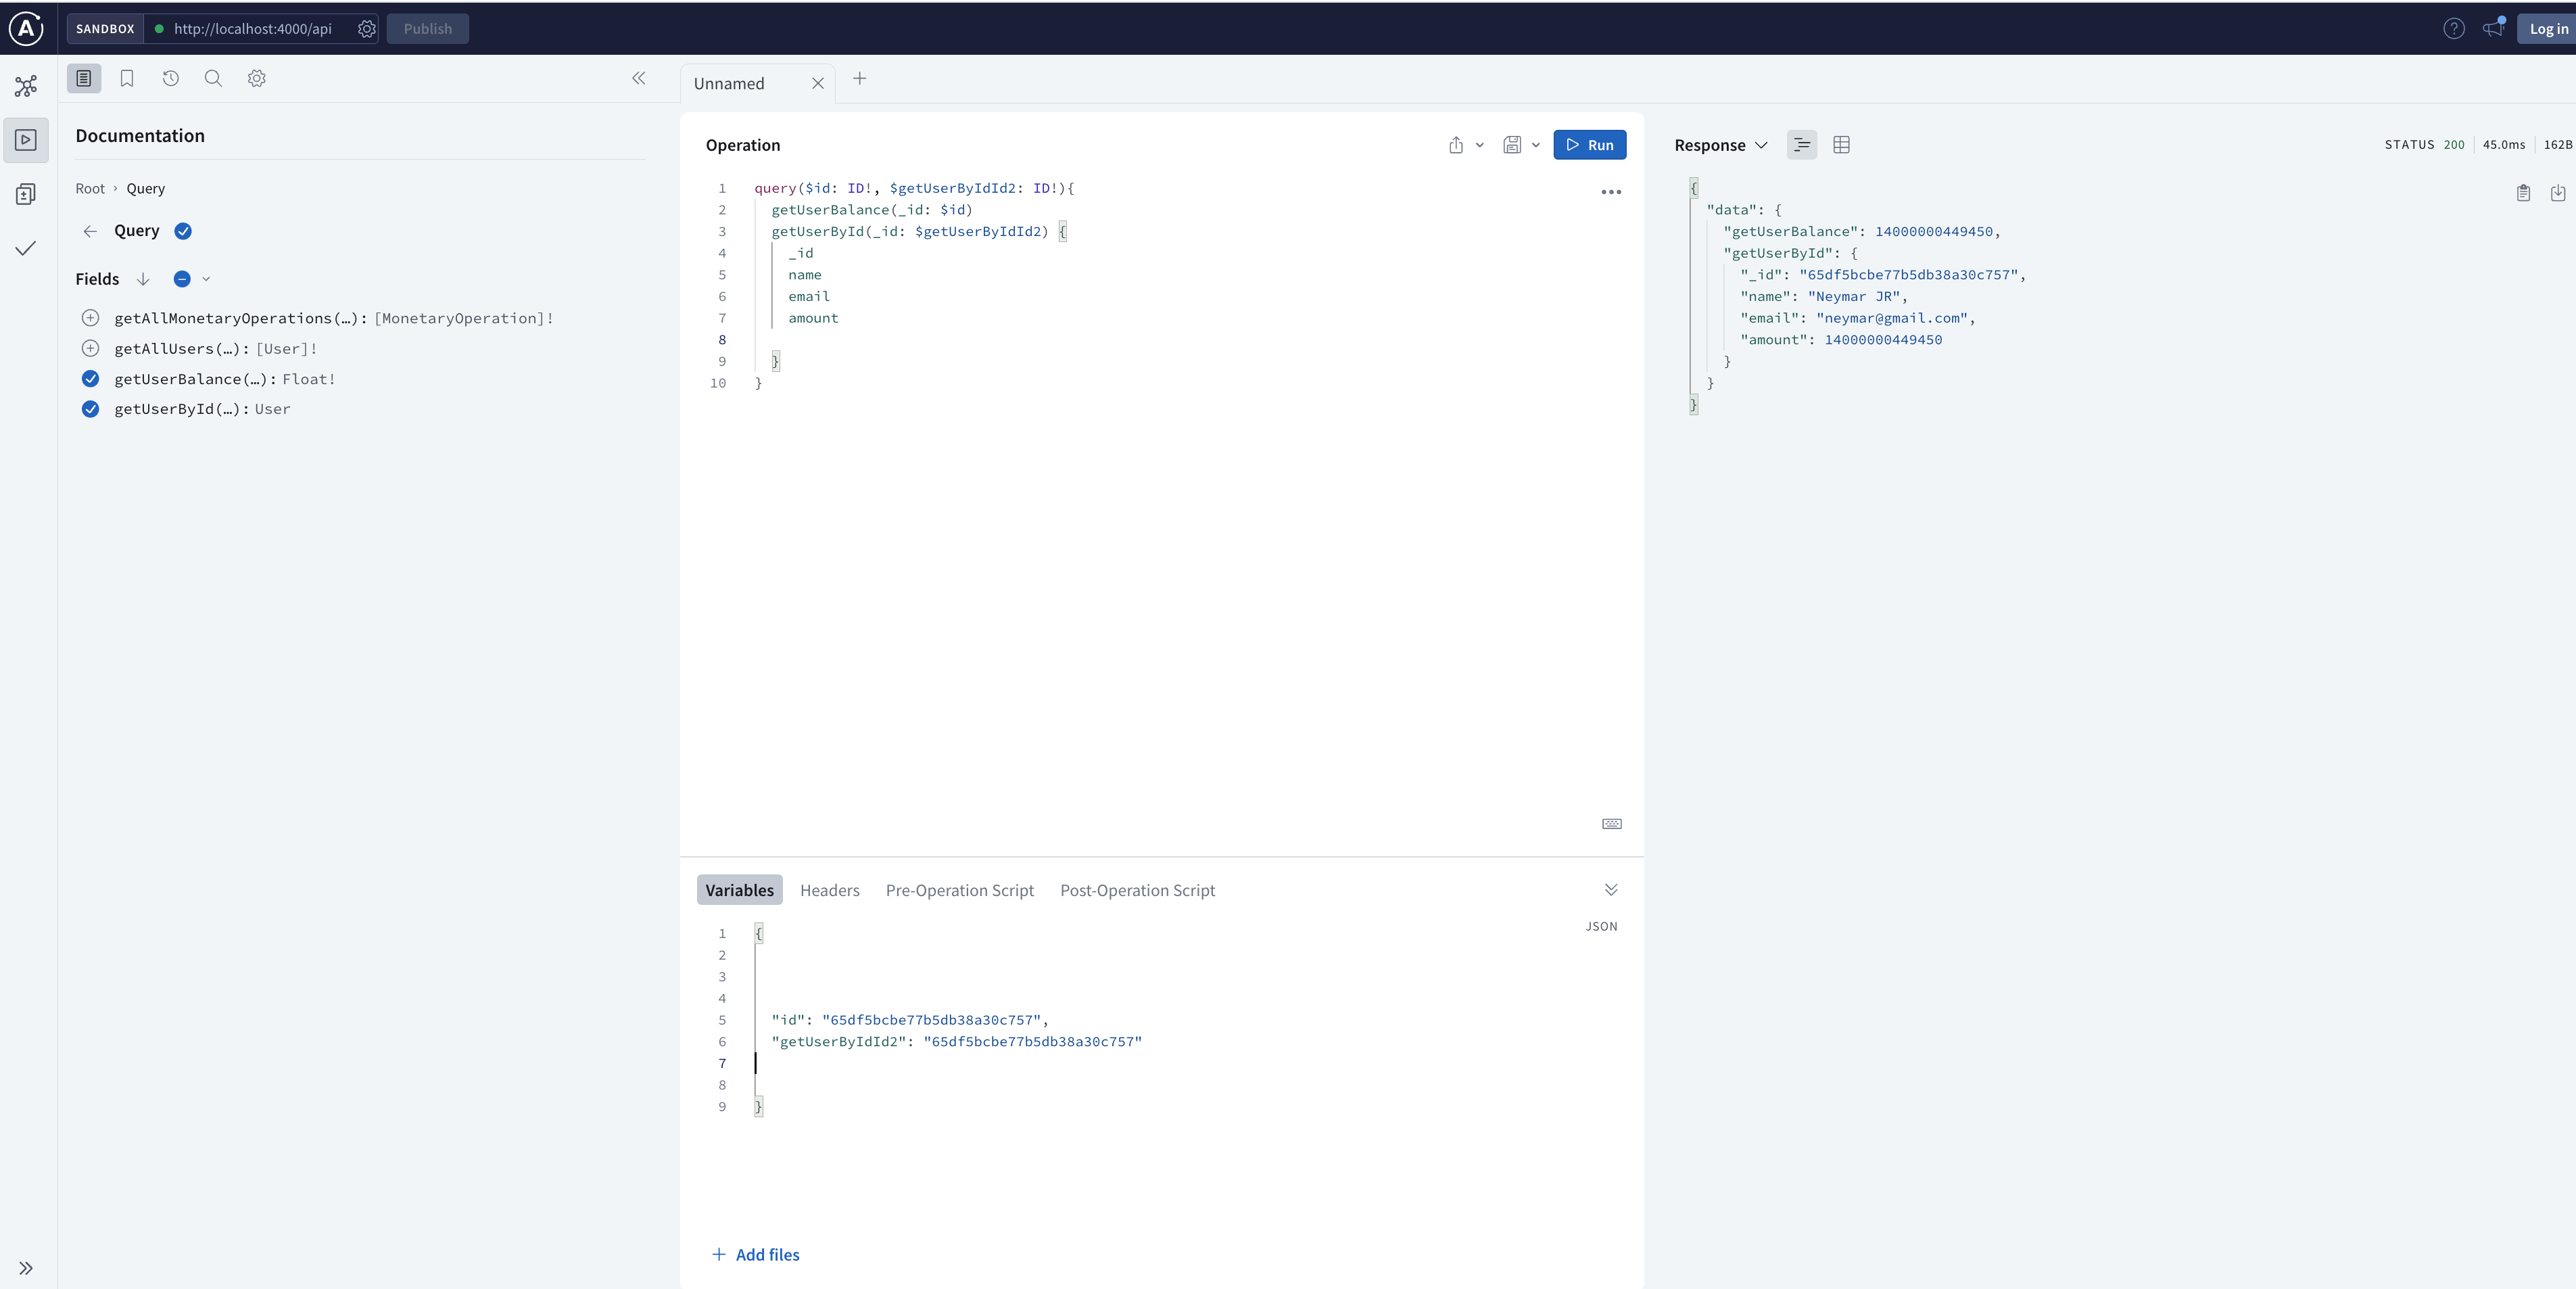 SANDBOX http://localhost:4000/api Publish Log in
Documentation
Root › Query
Query
Fields
getAllMonetaryOperations(…): [MonetaryOperation]!
getAllUsers(…): [User]!
getUserBalance(…): Float!
getUserById(…): User
Unnamed
Operation
Run
1 query($id: ID!, $getUserByIdId2: ID!){
2 getUserBalance(_id: $id)
3 getUserById(_id: $getUserByIdId2) {
4 _id
5 name
6 email
7 amount
8
9 }
10 }
Variables Headers Pre-Operation Script Post-Operation Script
JSON
1 {
2
3
4
5 "id": "65df5bcbe77b5db38a30c757",
6 "getUserByIdId2": "65df5bcbe77b5db38a30c757"
7
8
9 }
Add files
Response STATUS 200 45.0ms 162B
{
"data": {
"getUserBalance": 14000000449450,
"getUserById": {
"_id": "65df5bcbe77b5db38a30c757",
"name": "Neymar JR",
"email": "neymar@gmail.com",
"amount": 14000000449450
}
}
}